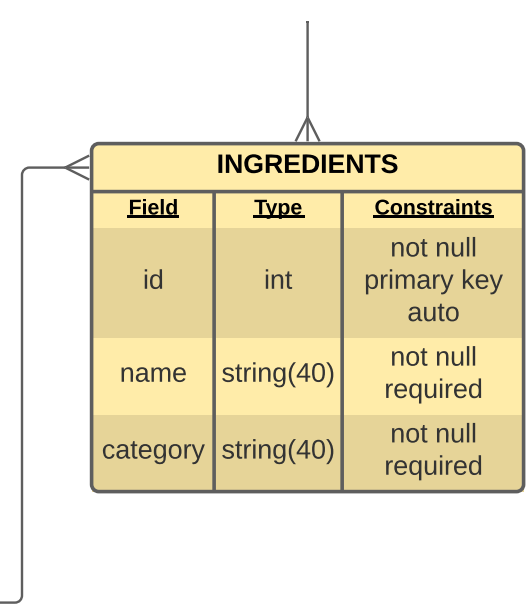 INGREDIENTS
Field Type Constraints
id int not null
primary key
auto
name string(40) not null
required
category string(40) not null
required